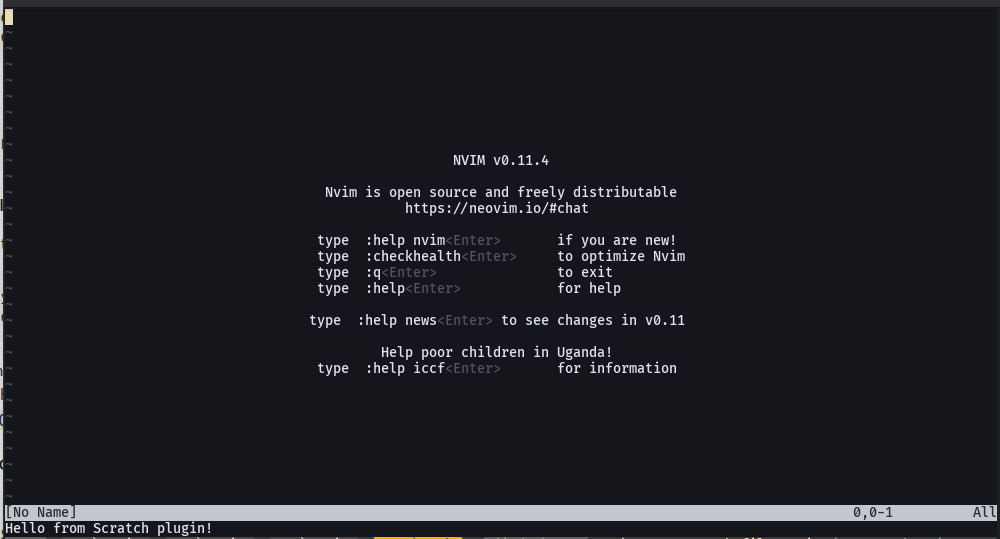 NVIM v0.11.4
Nvim is open source and freely distributable
https://neovim.io/#chat
type :help nvim<Enter> if you are new!
type :checkhealth<Enter> to optimize Nvim
type :q<Enter> to exit
type :help<Enter> for help
type :help news<Enter> to see changes in v0.11
Help poor children in Uganda!
type :help iccf<Enter> for information
[No Name] 0,0-1 All
Hello from Scratch plugin!